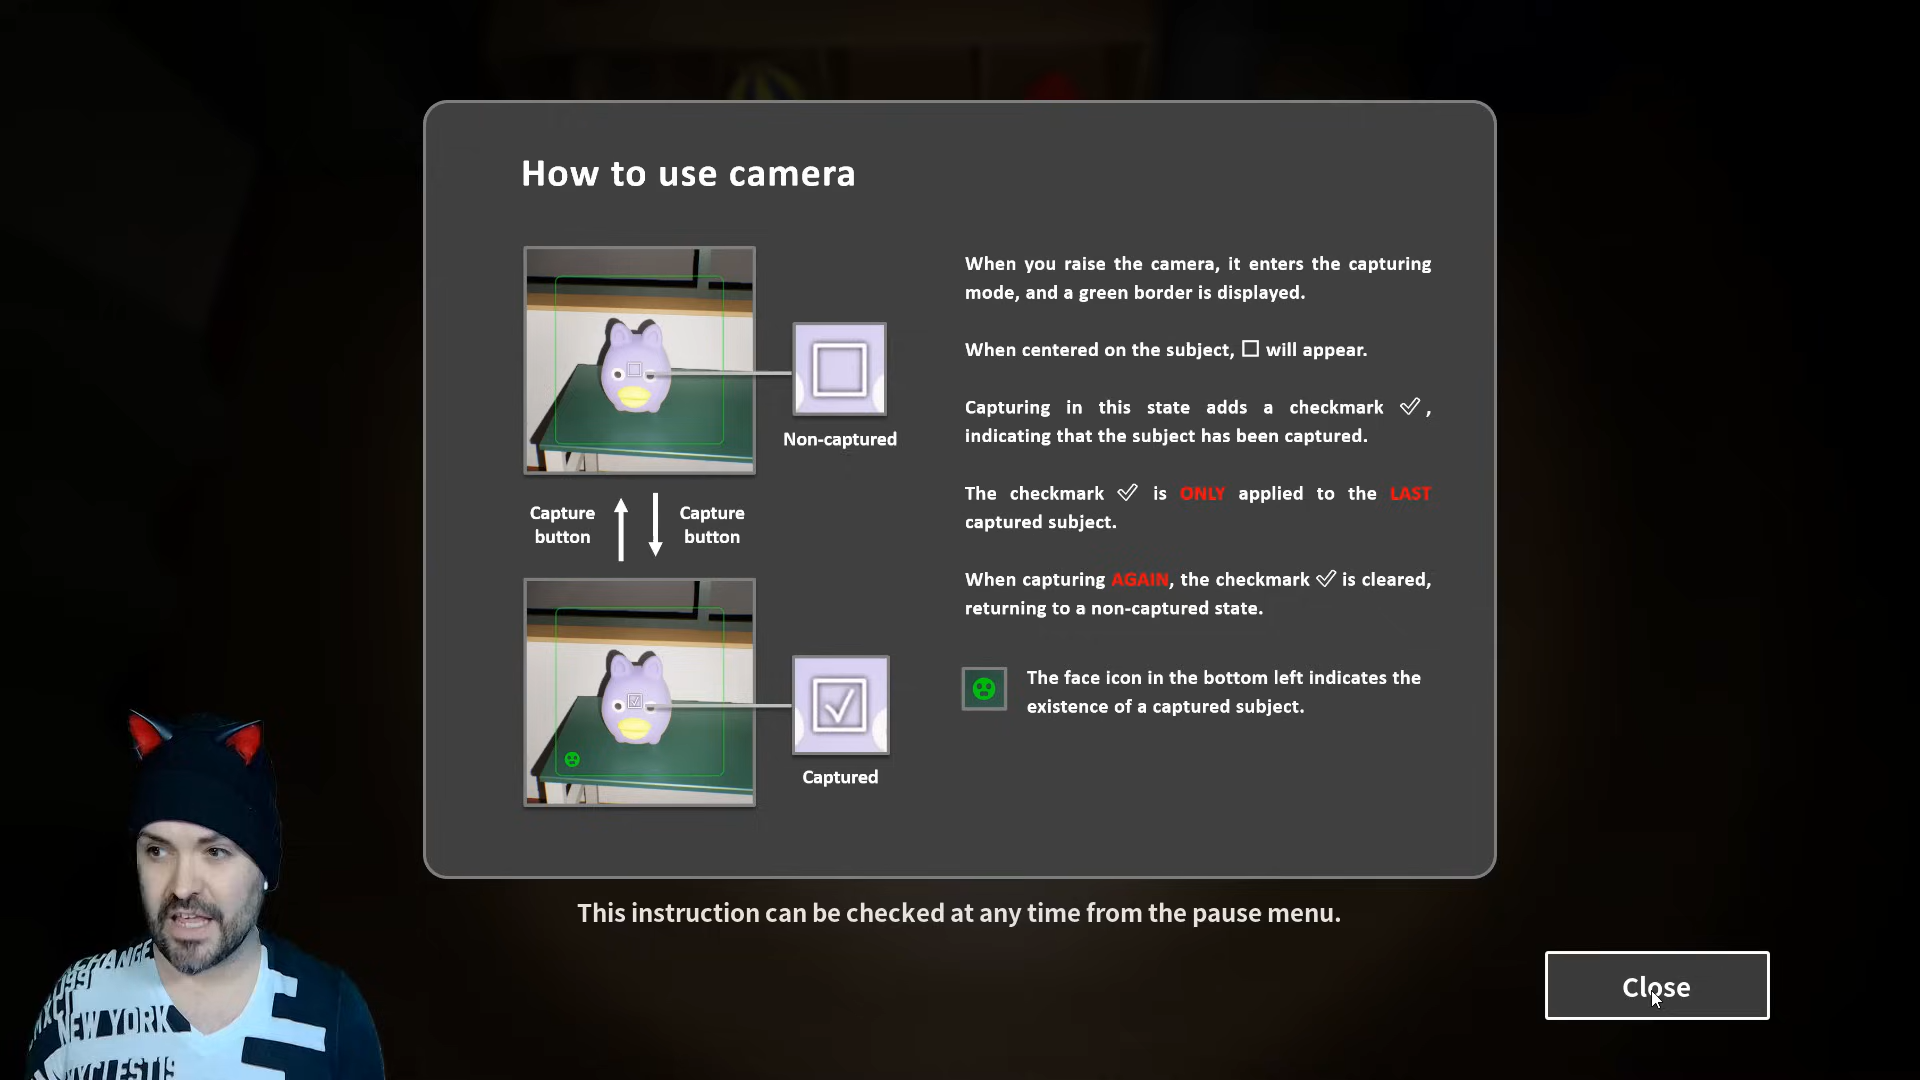 How to use camera
Non-captured
Capture
button
Capture
button
Captured
When you raise the camera, it enters the capturing
mode, and a green border is displayed.
When centered on the subject, ☐ will appear.
Capturing in this state adds a checkmark ✓,
indicating that the subject has been captured.
The checkmark ✓ is ONLY applied to the LAST
captured subject.
When capturing AGAIN, the checkmark ✓ is cleared,
returning to a non-captured state.
The face icon in the bottom left indicates the
existence of a captured subject.
This instruction can be checked at any time from the pause menu.
Close
CHANGE
NEW YORK